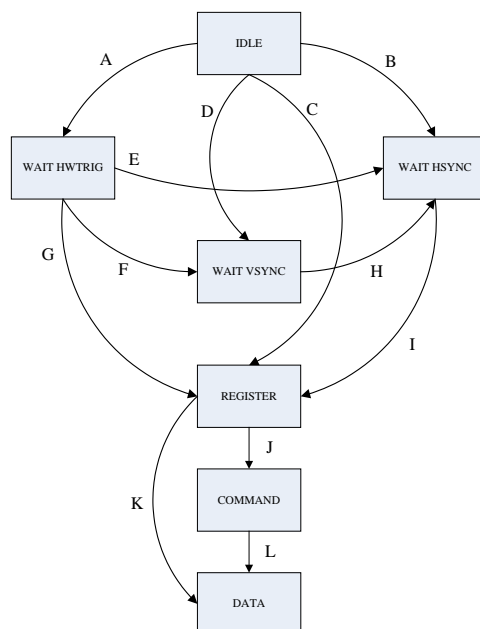 IDLE
A
B
D
C
WAIT HWTRIG
E
WAIT HSYNC
G
F
WAIT VSYNC
H
I
REGISTER
J
K
COMMAND
L
DATA